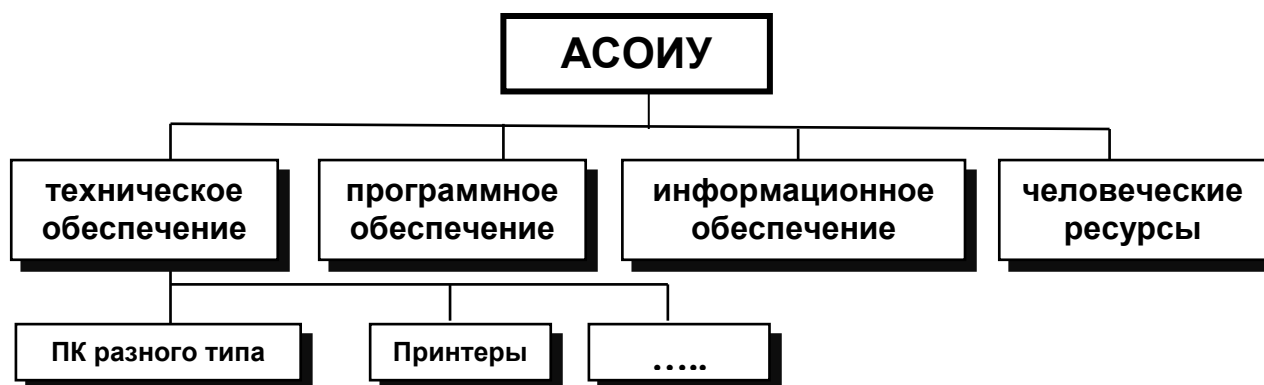 АСОИУ
техническое
обеспечение
программное
обеспечение
информационное
обеспечение
человеческие
ресурсы
ПК разного типа
Принтеры
…..